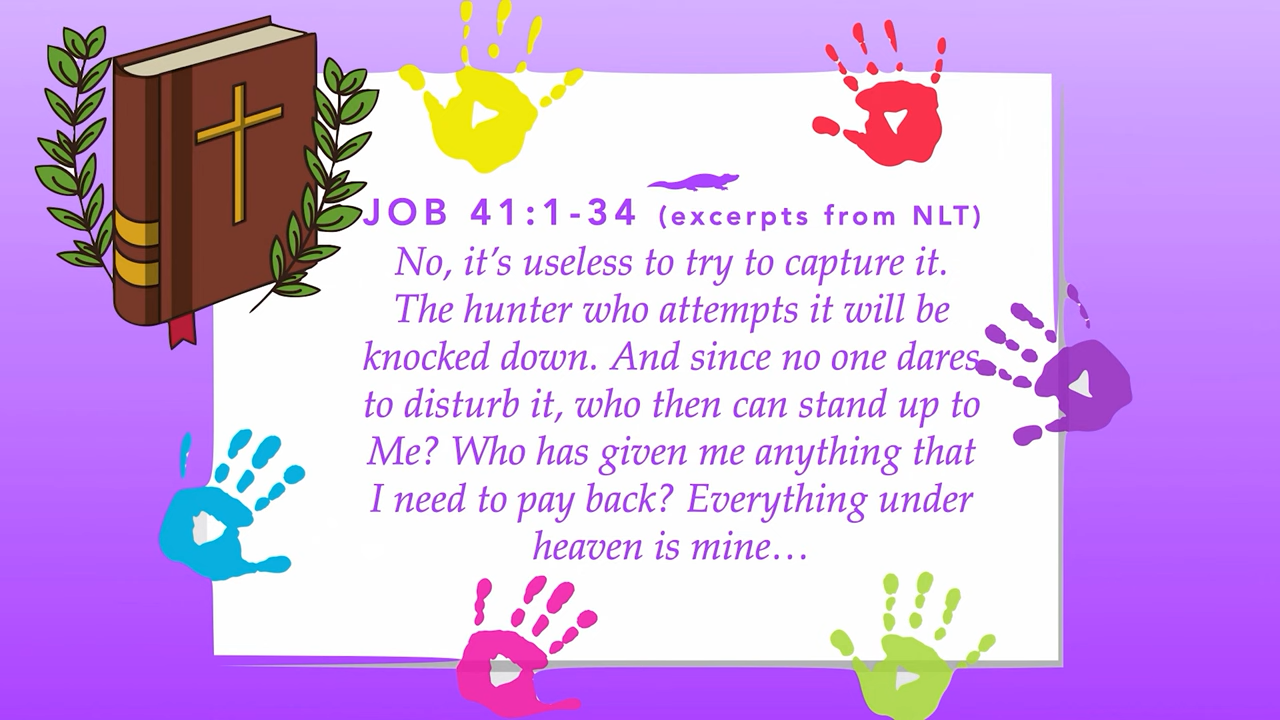 JOB 41:1-34 (excerpts from NLT)
No, it’s useless to try to capture it.
The hunter who attempts it will be
knocked down. And since no one dares
to disturb it, who then can stand up to
Me? Who has given me anything that
I need to pay back? Everything under
heaven is mine…